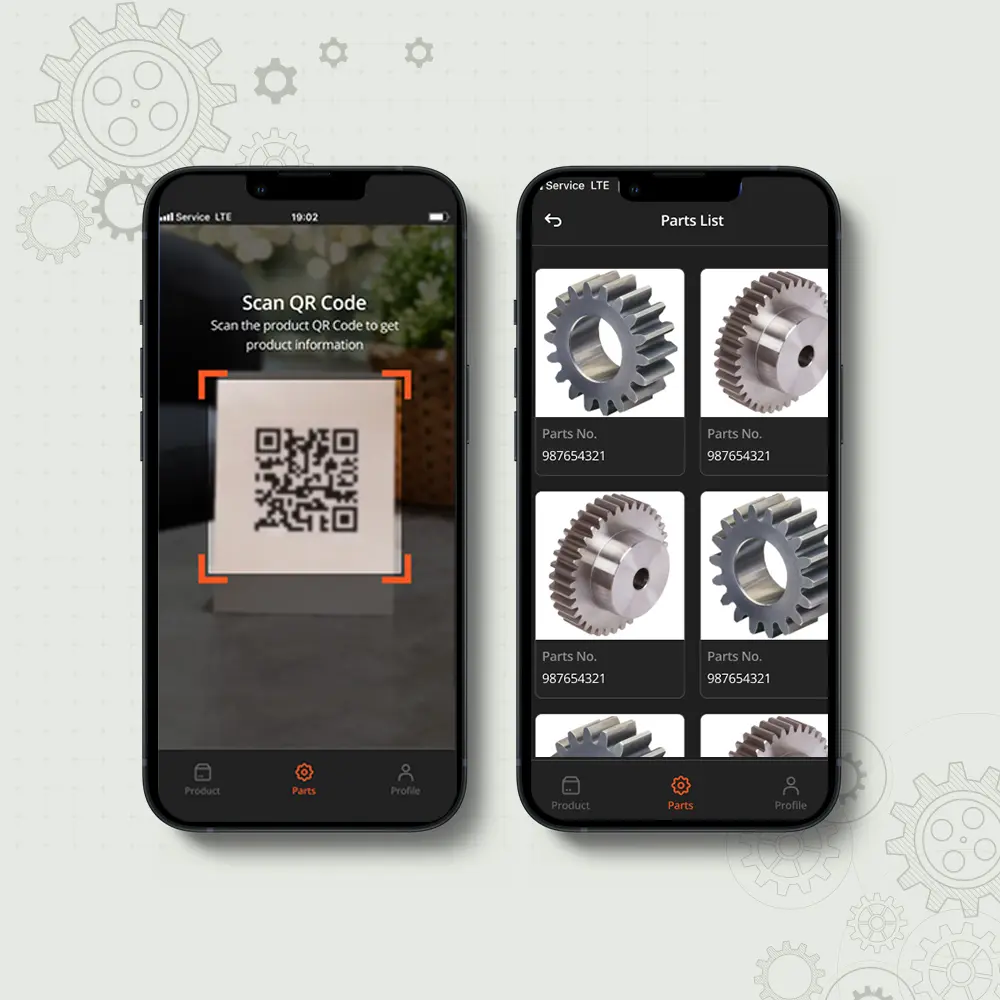 Service LTE
19:02
Scan QR Code
Scan the product QR Code to get
product information
Product
Parts
Profile
Service LTE
Parts List
Parts No.
987654321
Parts No.
987654321
Parts No.
987654321
Parts No.
987654321
Product
Parts
Profile